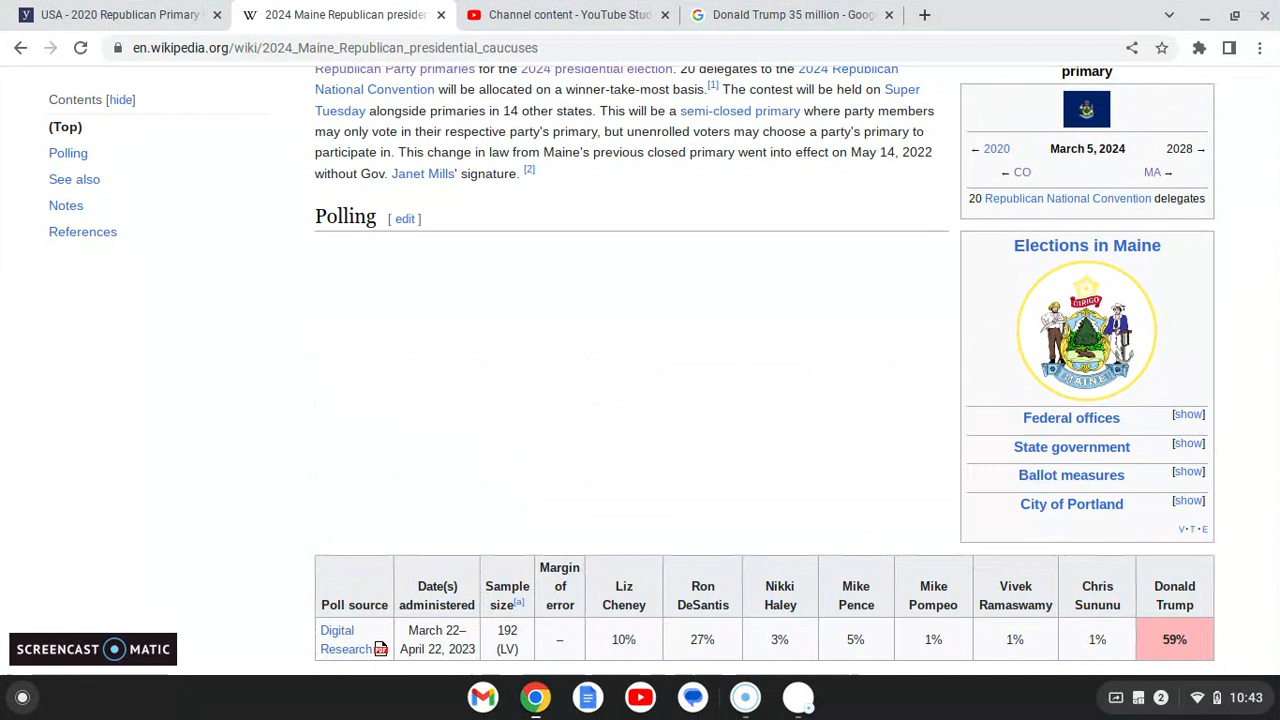 USA - 2020 Republican Primary
2024 Maine Republican presiden
Channel content - YouTube Stud
Donald Trump 35 million - Goog
en.wikipedia.org/wiki/2024_Maine_Republican_presidential_caucuses
Contents [hide]
(Top)
Polling
See also
Notes
References
Republican Party primaries for the 2024 presidential election. 20 delegates to the 2024 Republican
National Convention will be allocated on a winner-take-most basis.[1] The contest will be held on Super
Tuesday alongside primaries in 14 other states. This will be a semi-closed primary where party members
may only vote in their respective party's primary, but unenrolled voters may choose a party's primary to
participate in. This change in law from Maine's previous closed primary went into effect on May 14, 2022
without Gov. Janet Mills' signature. [2]
Polling [ edit ]
primary
← 2020 March 5, 2024 2028 →
← CO MA →
20 Republican National Convention delegates
Elections in Maine
DIRIGO
MAINE
Federal offices [show]
State government [show]
Ballot measures [show]
City of Portland [show]
V·T·E
Poll source Date(s) administered Sample size[a] Margin of error Liz Cheney Ron DeSantis Nikki Haley Mike Pence Mike Pompeo Vivek Ramaswamy Chris Sununu Donald Trump
Digital Research PDF March 22– April 22, 2023 192 (LV) – 10% 27% 3% 5% 1% 1% 1% 59%
SCREENCAST MATIC
2 10:43